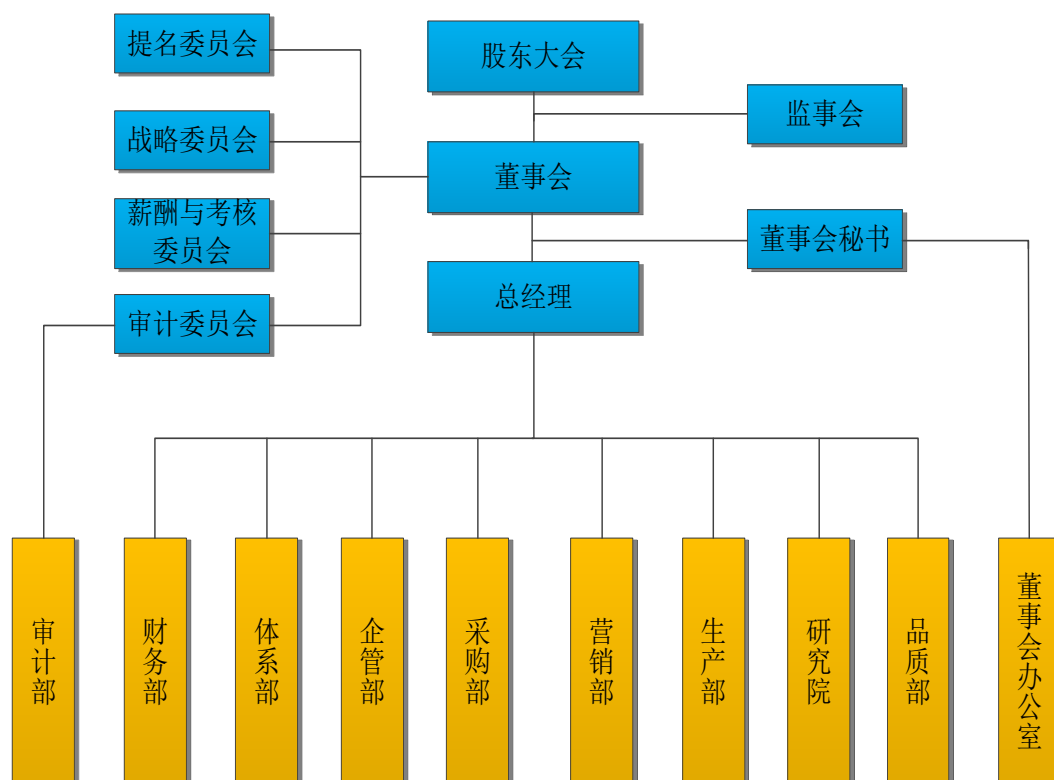 提名委员会
股东大会
监事会
战略委员会
董事会
薪酬与考核
委员会
董事会秘书
总经理
审计委员会
审计部
财务部
体系部
企管部
采购部
营销部
生产部
研究院
品质部
董事会办公室